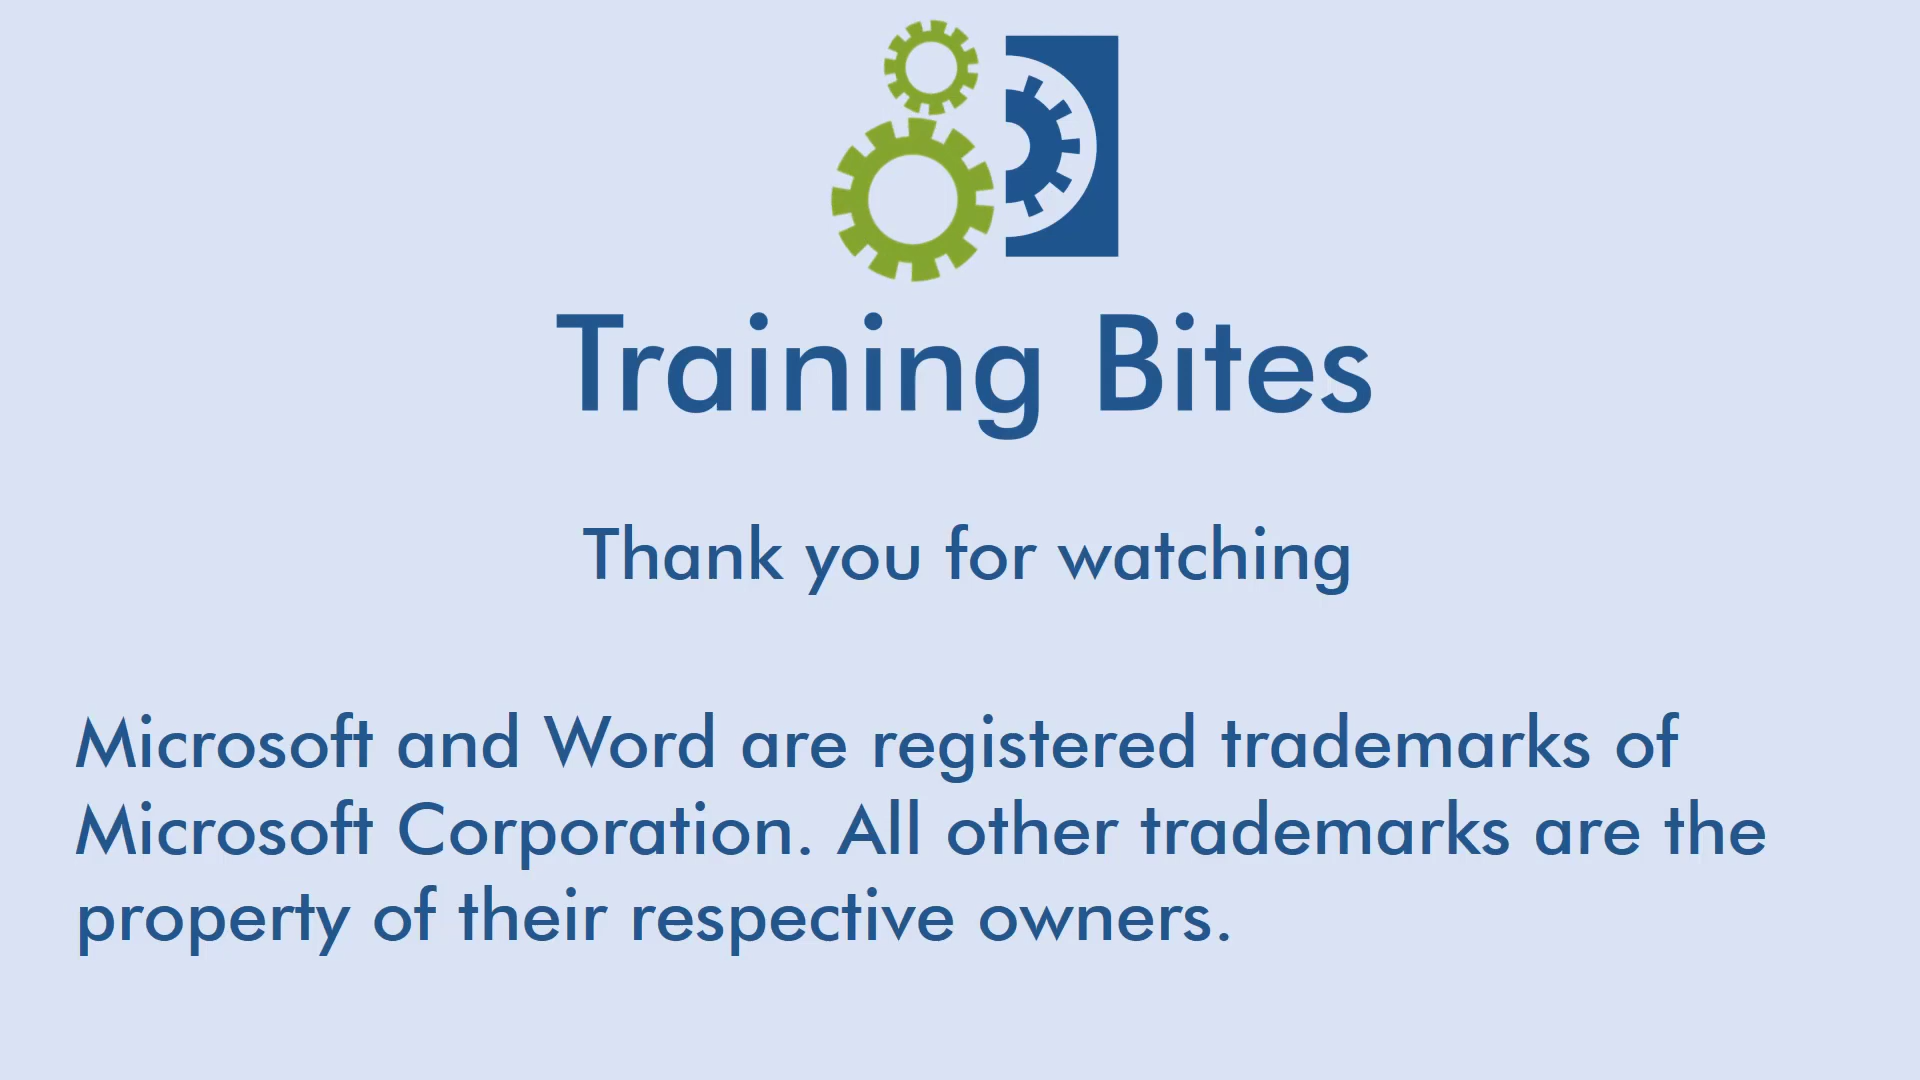 Training Bites
Thank you for watching
Microsoft and Word are registered trademarks of
Microsoft Corporation. All other trademarks are the
property of their respective owners.